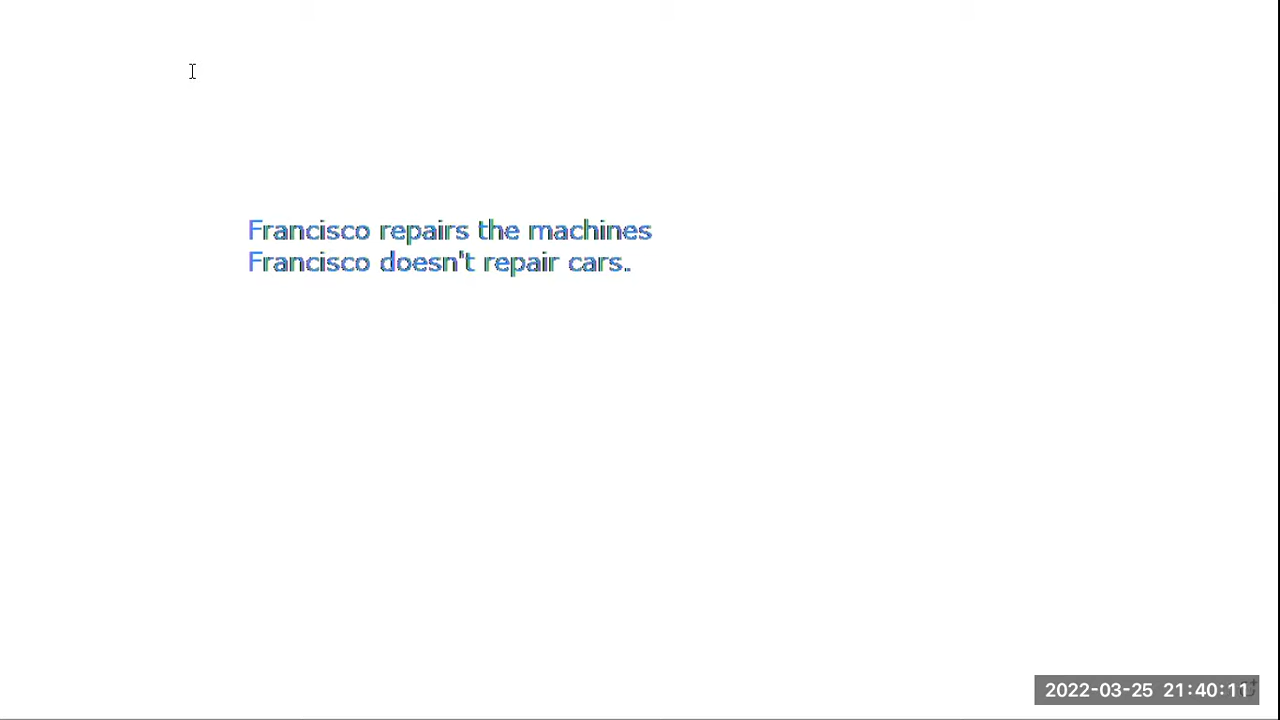 Francisco repairs the machines
Francisco doesn't repair cars.
2022-03-25 21:40:11